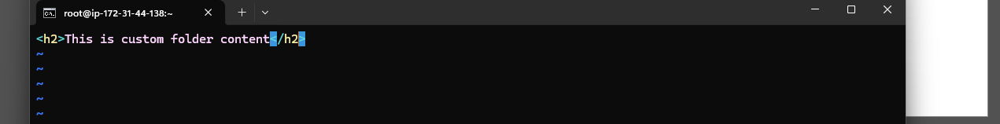 root@ip-172-31-44-138:~
<h2>This is custom folder content</h2>
~
~
~
~
~